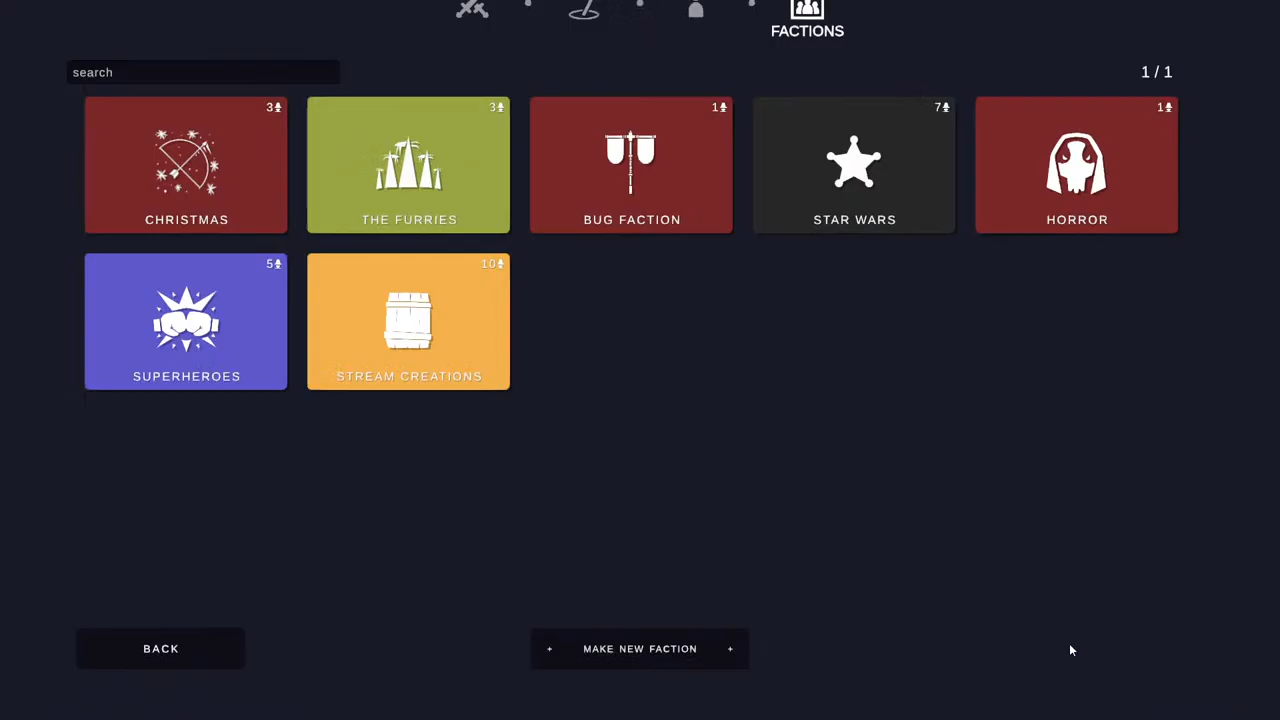 FACTIONS
search
1 / 1
3
3
1
7
1
CHRISTMAS
THE FURRIES
BUG FACTION
STAR WARS
HORROR
5
10
SUPERHEROES
STREAM CREATIONS
BACK
+ MAKE NEW FACTION +